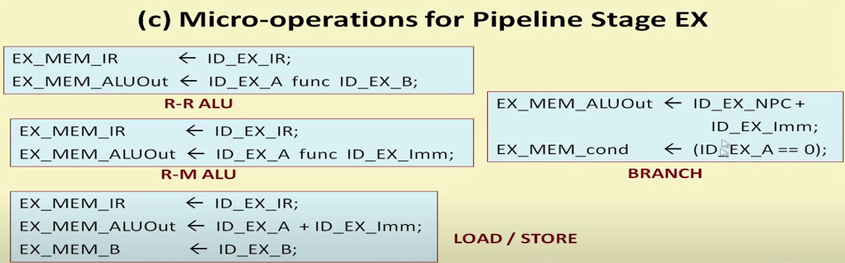 (c) Micro-operations for Pipeline Stage EX
EX_MEM_IR ← ID_EX_IR;
EX_MEM_ALUOut ← ID_EX_A func ID_EX_B;
R-R ALU
EX_MEM_IR ← ID_EX_IR;
EX_MEM_ALUOut ← ID_EX_A func ID_EX_Imm;
R-M ALU
EX_MEM_IR ← ID_EX_IR;
EX_MEM_ALUOut ← ID_EX_A + ID_EX_Imm;
EX_MEM_B ← ID_EX_B;
LOAD / STORE
EX_MEM_ALUOut ← ID_EX_NPC +
ID_EX_Imm;
EX_MEM_cond ← (ID_EX_A == 0);
BRANCH